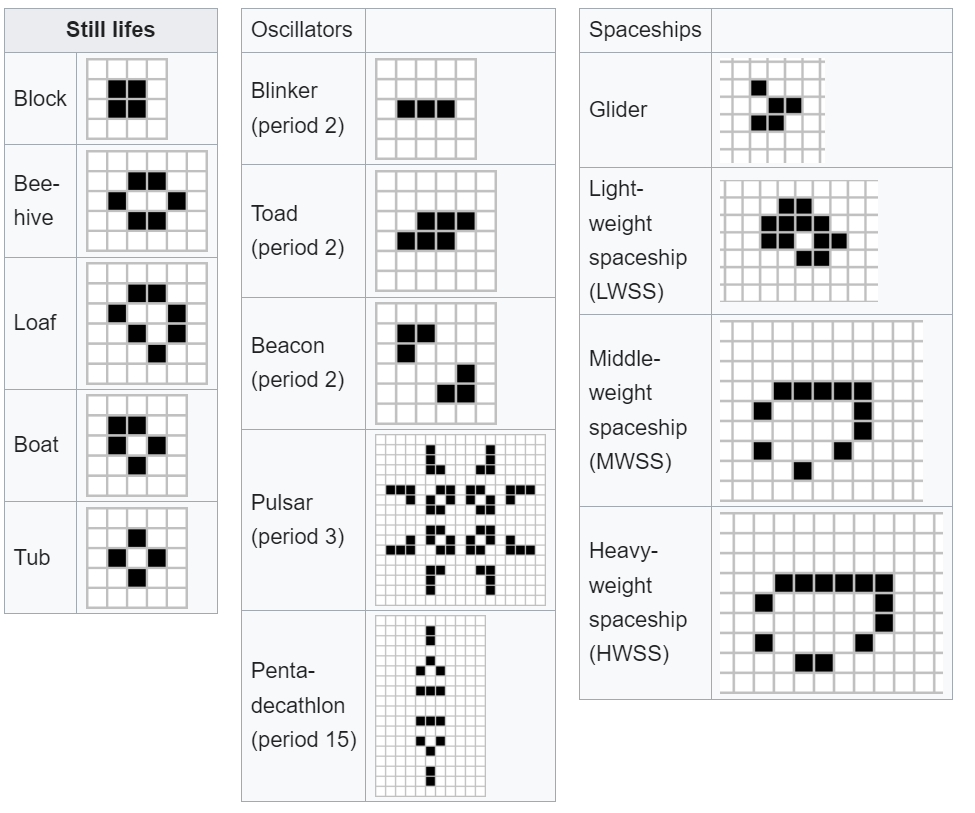 Still lifes
Block
Bee-
hive
Loaf
Boat
Tub
Oscillators
Blinker
(period 2)
Toad
(period 2)
Beacon
(period 2)
Pulsar
(period 3)
Penta-
decathlon
(period 15)
Spaceships
Glider
Light-
weight
spaceship
(LWSS)
Middle-
weight
spaceship
(MWSS)
Heavy-
weight
spaceship
(HWSS)